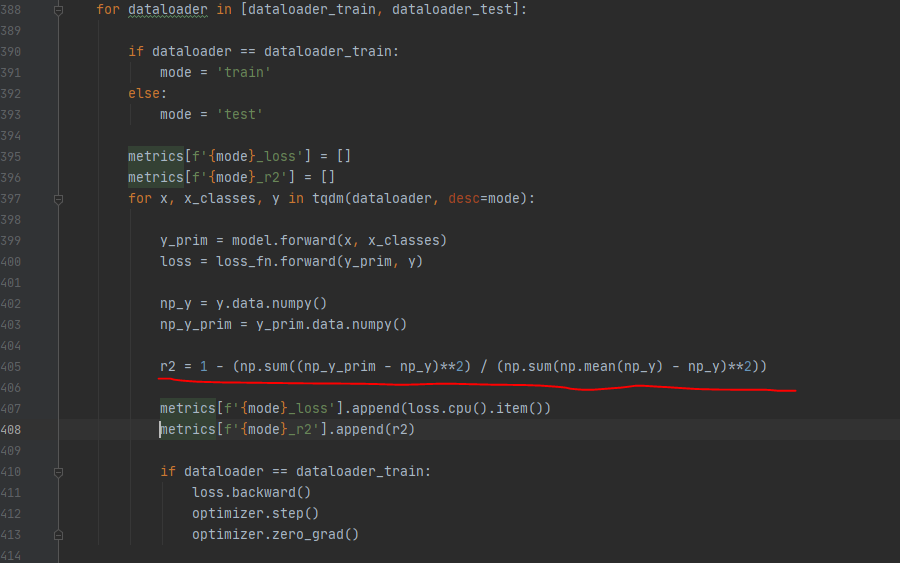 388 for dataloader in [dataloader_train, dataloader_test]:
389
390 if dataloader == dataloader_train:
391 mode = 'train'
392 else:
393 mode = 'test'
394
395 metrics[f'{mode}_loss'] = []
396 metrics[f'{mode}_r2'] = []
397 for x, x_classes, y in tqdm(dataloader, desc=mode):
398
399 y_prim = model.forward(x, x_classes)
400 loss = loss_fn.forward(y_prim, y)
401
402 np_y = y.data.numpy()
403 np_y_prim = y_prim.data.numpy()
404
405 r2 = 1 - (np.sum((np_y_prim - np_y)**2) / (np.sum(np.mean(np_y) - np_y)**2))
406
407 metrics[f'{mode}_loss'].append(loss.cpu().item())
408 metrics[f'{mode}_r2'].append(r2)
409
410 if dataloader == dataloader_train:
411 loss.backward()
412 optimizer.step()
413 optimizer.zero_grad()
414